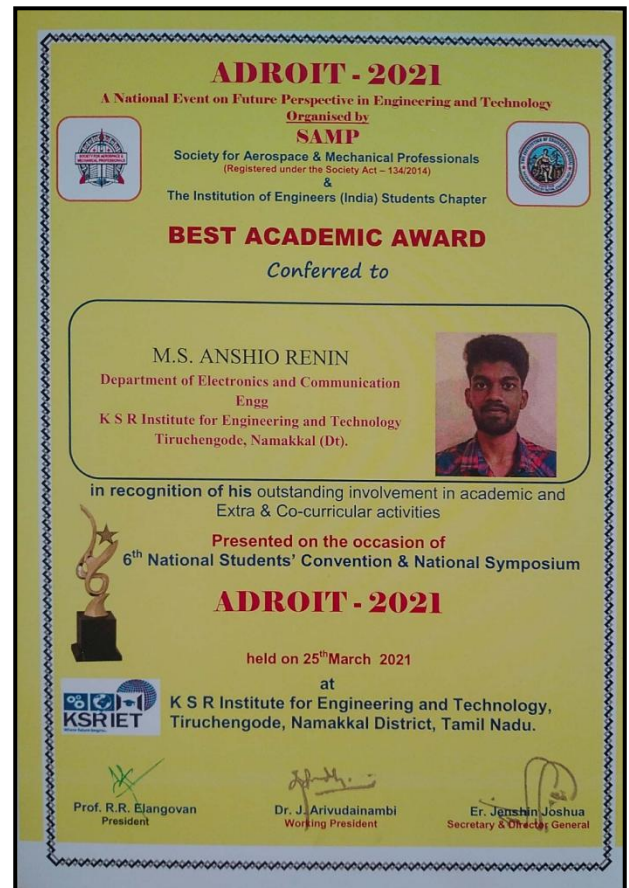 ADROIT - 2021
A National Event on Future Perspective in Engineering and Technology
Organised by
SAMP
Society for Aerospace & Mechanical Professionals
(Registered under the Society Act – 134/2014)
&
The Institution of Engineers (India) Students Chapter
SOCIETY FOR AEROSPACE &
MECHANICAL PROFESSIONALS
BEST ACADEMIC AWARD
Conferred to
M.S. ANSHIO RENIN
Department of Electronics and Communication
Engg
K S R Institute for Engineering and Technology
Tiruchengode, Namakkal (Dt).
in recognition of his outstanding involvement in academic and
Extra & Co-curricular activities
Presented on the occasion of
6th National Students' Convention & National Symposium
ADROIT - 2021
held on 25th March 2021
at
K S R Institute for Engineering and Technology,
Tiruchengode, Namakkal District, Tamil Nadu.
KSRIET
Prof. R.R. Elangovan
President
Dr. J. Arivudainambi
Working President
Er. Jenshin Joshua
Secretary & Director General